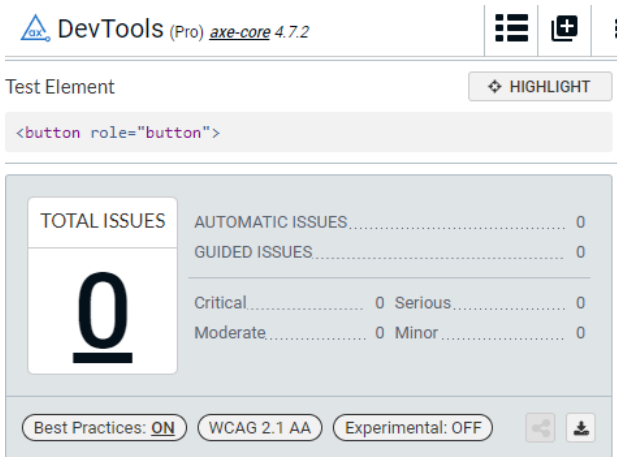 ax DevTools (Pro) axe-core 4.7.2
Test Element
HIGHLIGHT
<button role="button">
TOTAL ISSUES
0
AUTOMATIC ISSUES 0
GUIDED ISSUES 0
Critical 0 Serious 0
Moderate 0 Minor 0
Best Practices: ON WCAG 2.1 AA Experimental: OFF